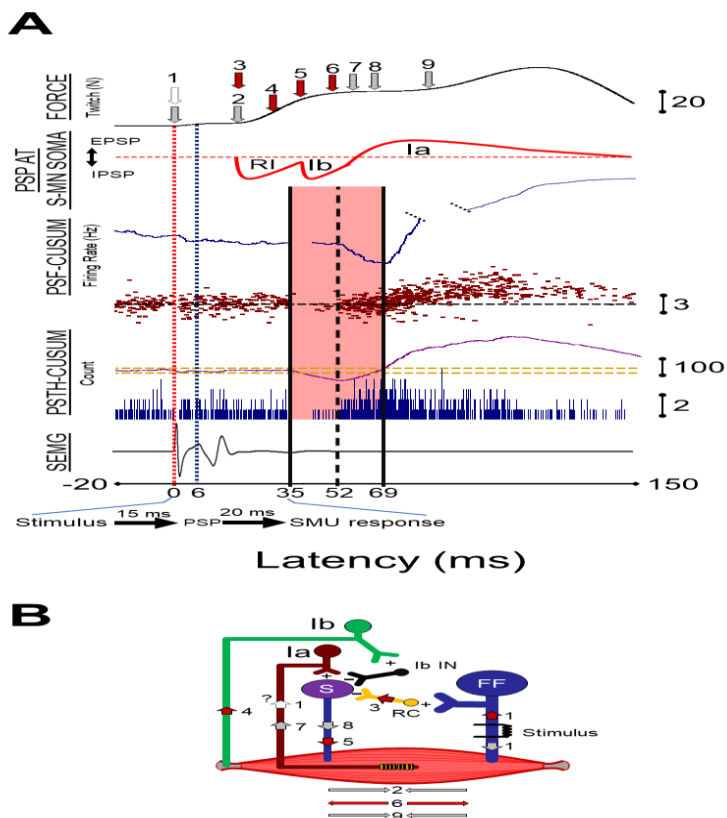 A
FORCE
Twitch (N)
1
3
2
4
5
6
7
8
9
20
PSP AT
S-MN SOMA
EPSP
IPSP
RI
Ib
Ia
PSF-CUSUM
Firing Rate (Hz)
3
PSTH-CUSUM
Count
100
2
SEMG
-20
0
6
35
52
69
150
Stimulus
15 ms
PSP
20 ms
SMU response
Latency (ms)
B
Ib
Ia
+
Ib IN
+
−
S
−
3
RC
+
FF
?
1
1
4
7
8
5
Stimulus
1
2
6
9